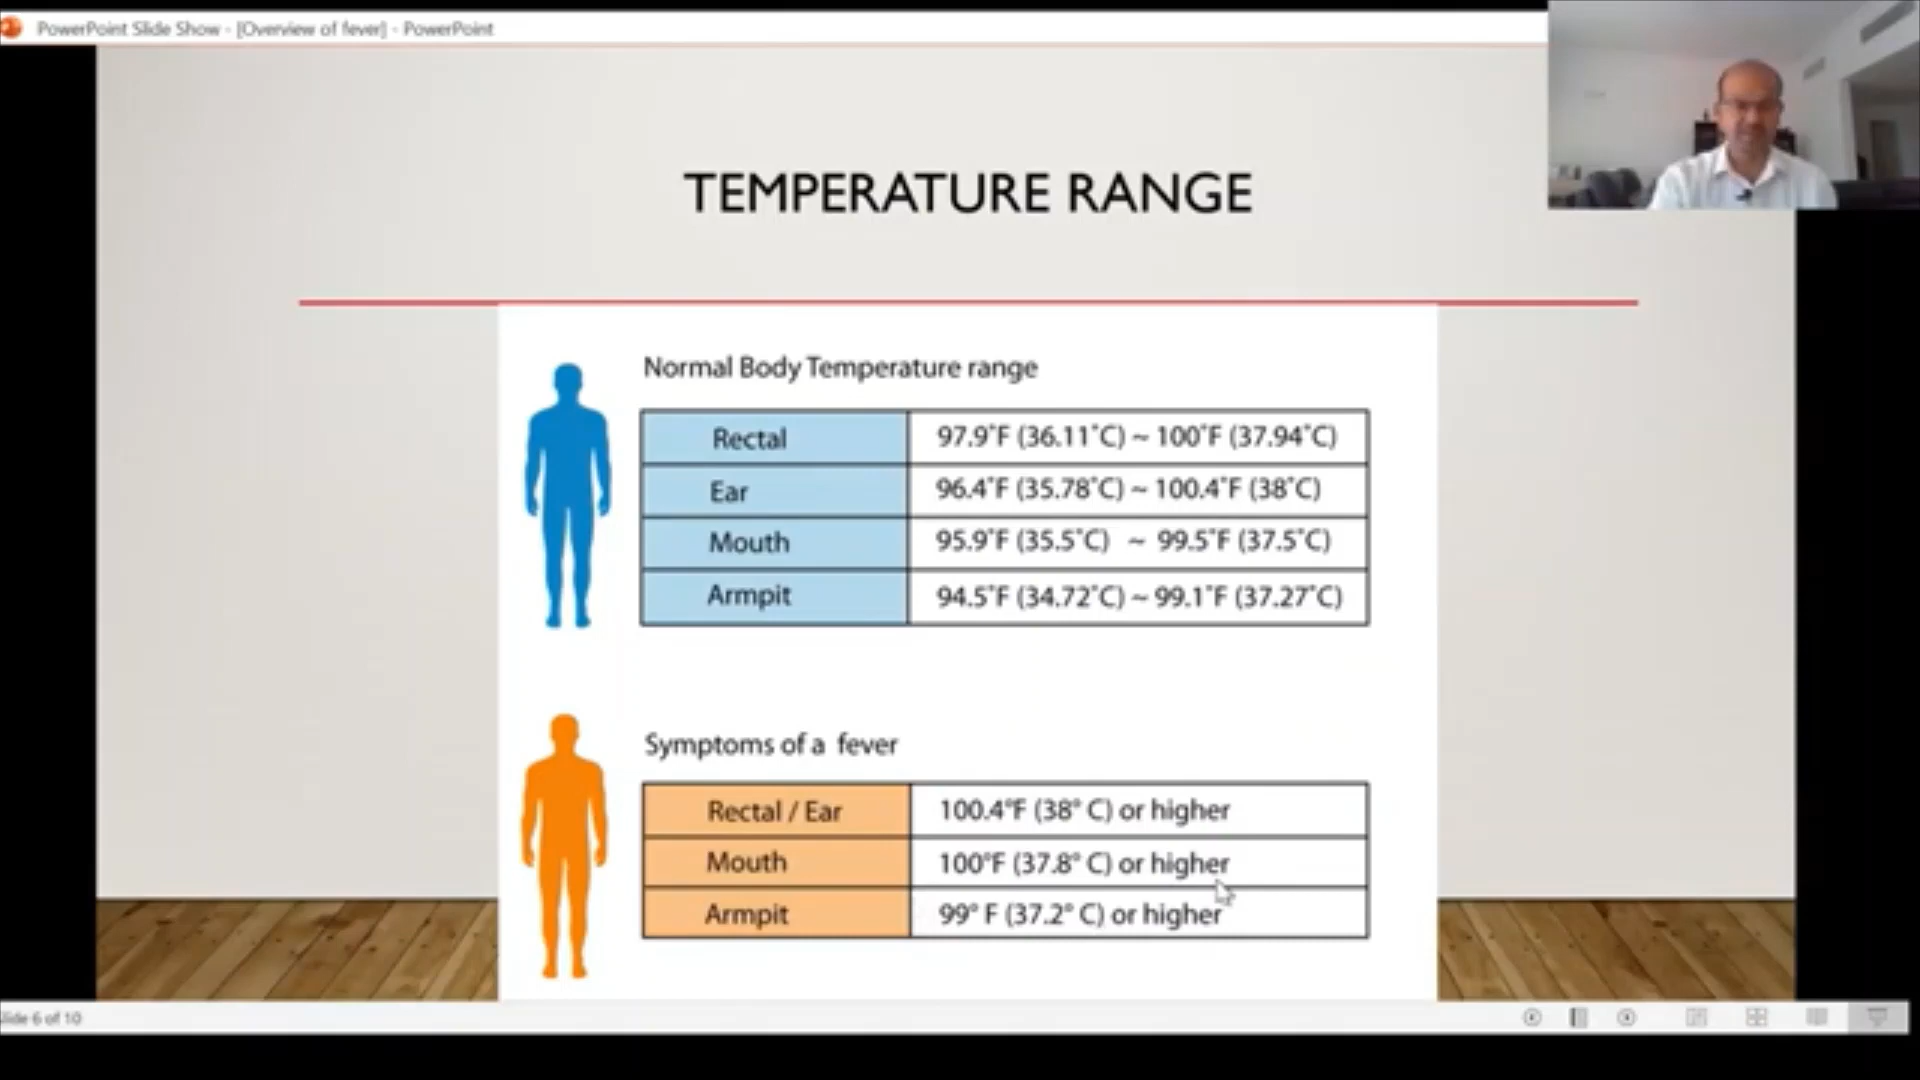 PowerPoint Slide Show - [Overview of fever] - PowerPoint
TEMPERATURE RANGE
Normal Body Temperature range
Rectal 97.9°F (36.11°C) ~ 100°F (37.94°C)
Ear 96.4°F (35.78°C) ~ 100.4°F (38°C)
Mouth 95.9°F (35.5°C) ~ 99.5°F (37.5°C)
Armpit 94.5°F (34.72°C) ~ 99.1°F (37.27°C)
Symptoms of a fever
Rectal / Ear 100.4°F (38° C) or higher
Mouth 100°F (37.8° C) or higher
Armpit 99° F (37.2° C) or higher
Slide 6 of 10